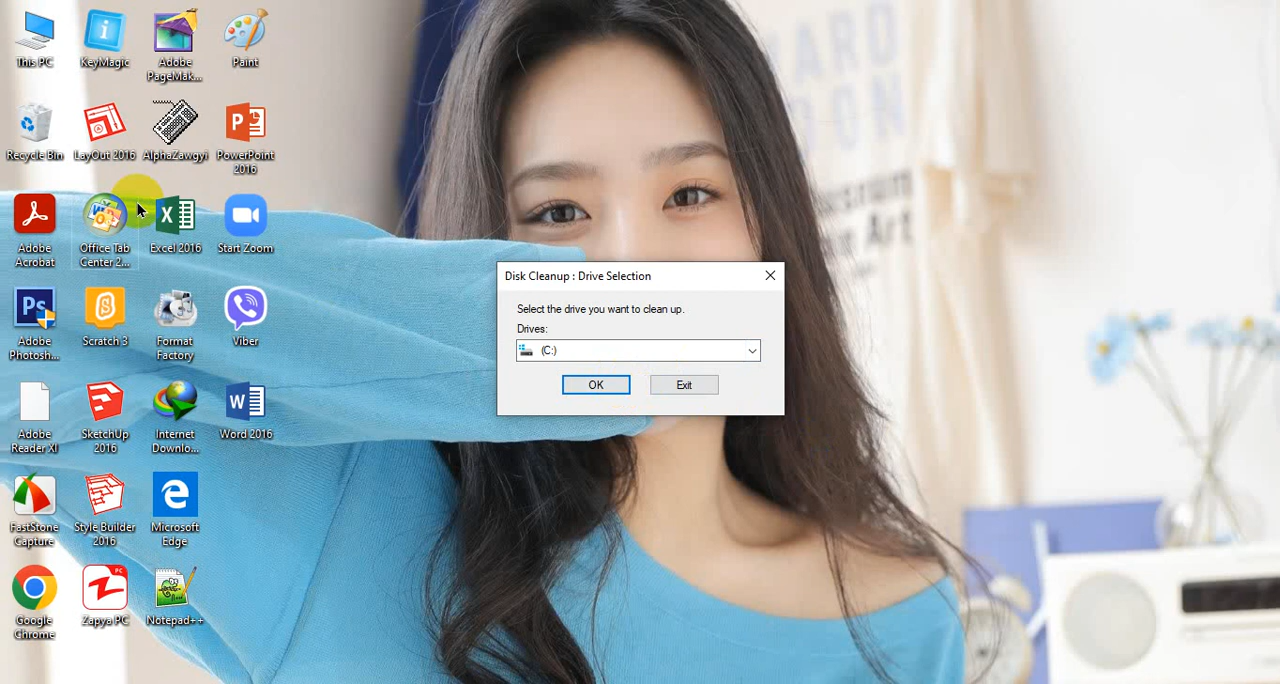 This PC
KeyMagic
Adobe
PageMak...
Paint
Recycle Bin
LayOut 2016
AlphaZawgyi
PowerPoint
2016
Adobe
Acrobat
Office Tab
Center 2...
Excel 2016
Start Zoom
Adobe
Photosh...
Scratch 3
Format
Factory
Viber
Adobe
Reader XI
SketchUp
2016
Internet
Downlo...
Word 2016
FastStone
Capture
Style Builder
2016
Microsoft
Edge
Google
Chrome
Zapya PC
Notepad++
Disk Cleanup : Drive Selection
Select the drive you want to clean up.
Drives:
(C:)
OK
Exit